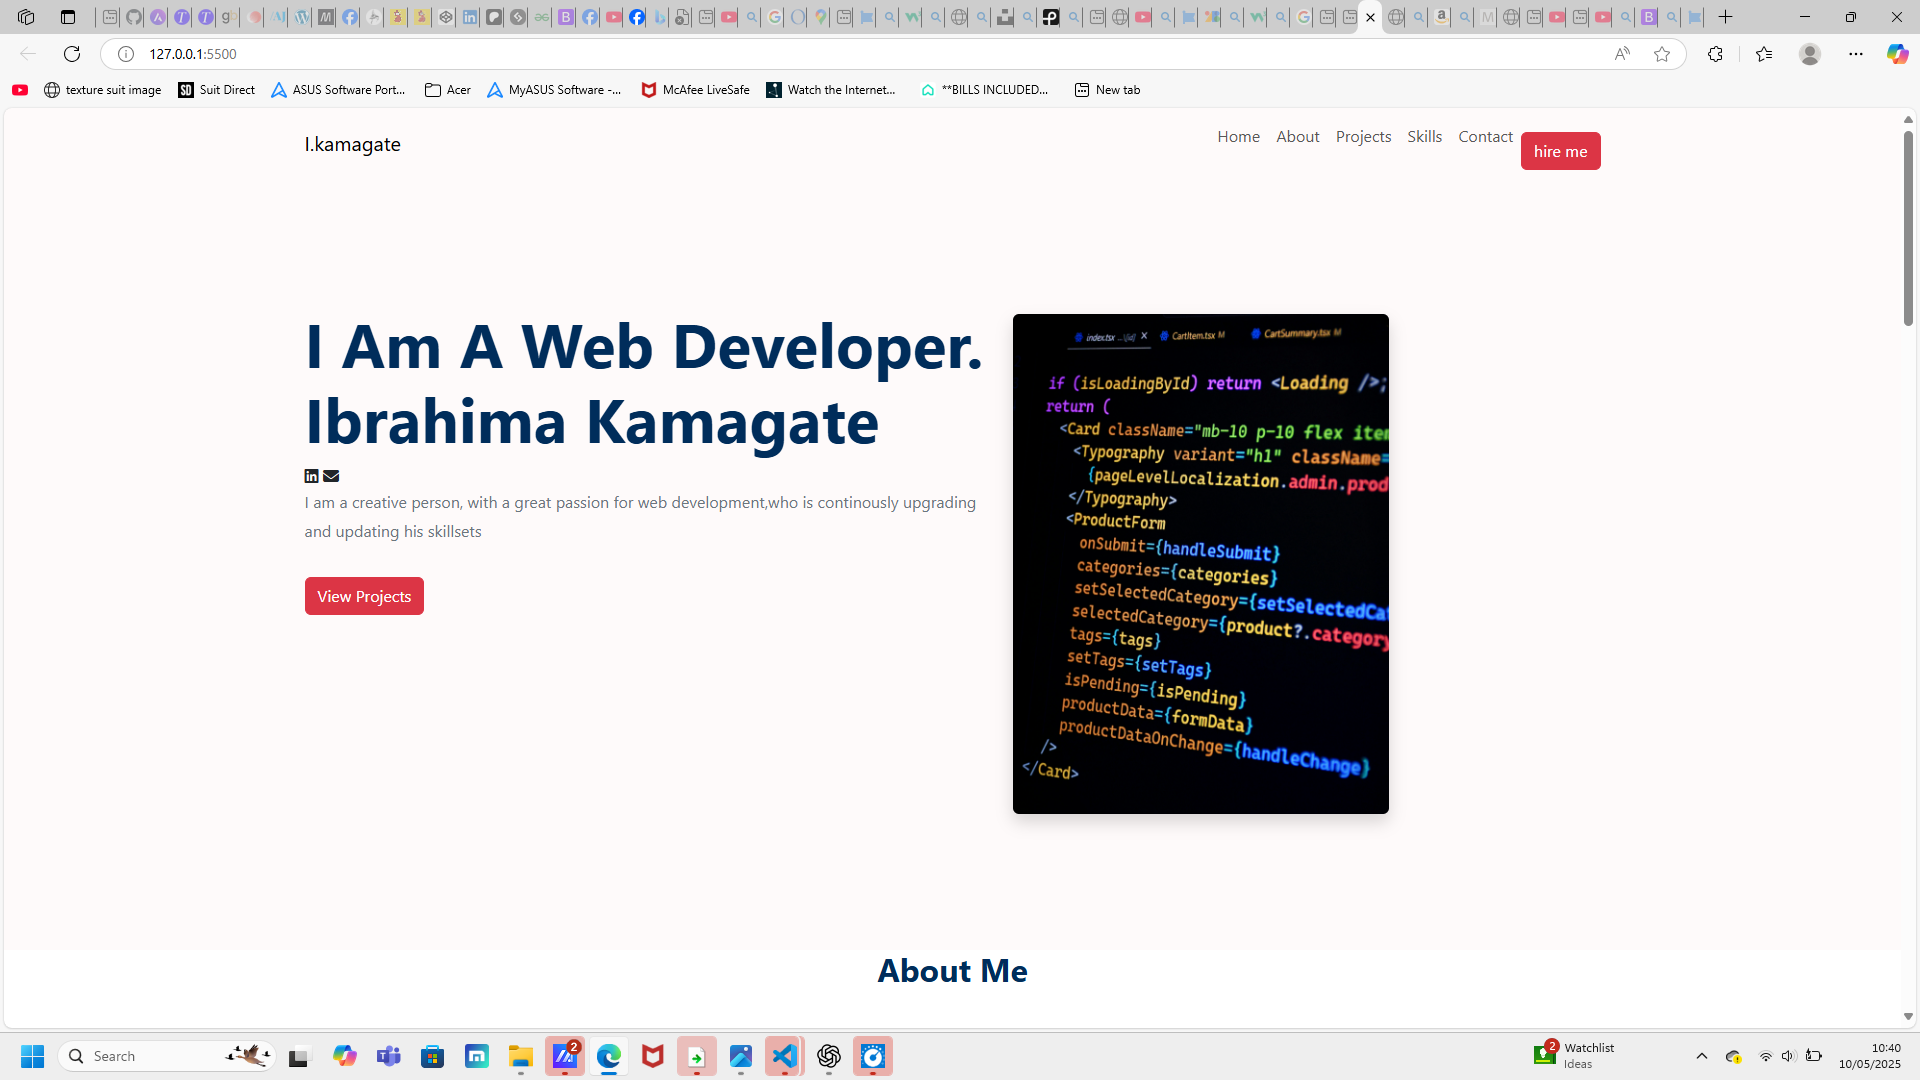 127.0.0.1:5500
texture suit image
Suit Direct
ASUS Software Port...
Acer
MyASUS Software -...
McAfee LiveSafe
Watch the Internet...
**BILLS INCLUDED...
New tab
I.kamagate
Home
About
Projects
Skills
Contact
hire me
I Am A Web Developer.
Ibrahima Kamagate
I am a creative person, with a great passion for web development,who is continously upgrading
and updating his skillsets
View Projects
index.tsx ...\[id]
CartItem.tsx M
CartSummary.tsx M
if (isLoadingById) return <Loading />;
return (
<Card className="mb-10 p-10 flex item
<Typography variant="h1" className=
{pageLevelLocalization.admin.prod
</Typography>
<ProductForm
onSubmit={handleSubmit}
categories={categories}
setSelectedCategory={setSelectedCat
selectedCategory={product?.category
tags={tags}
setTags={setTags}
isPending={isPending}
productData={formData}
productDataOnChange={handleChange}
/>
</Card>
About Me
Search
2
2
Watchlist
Ideas
10:40
10/05/2025